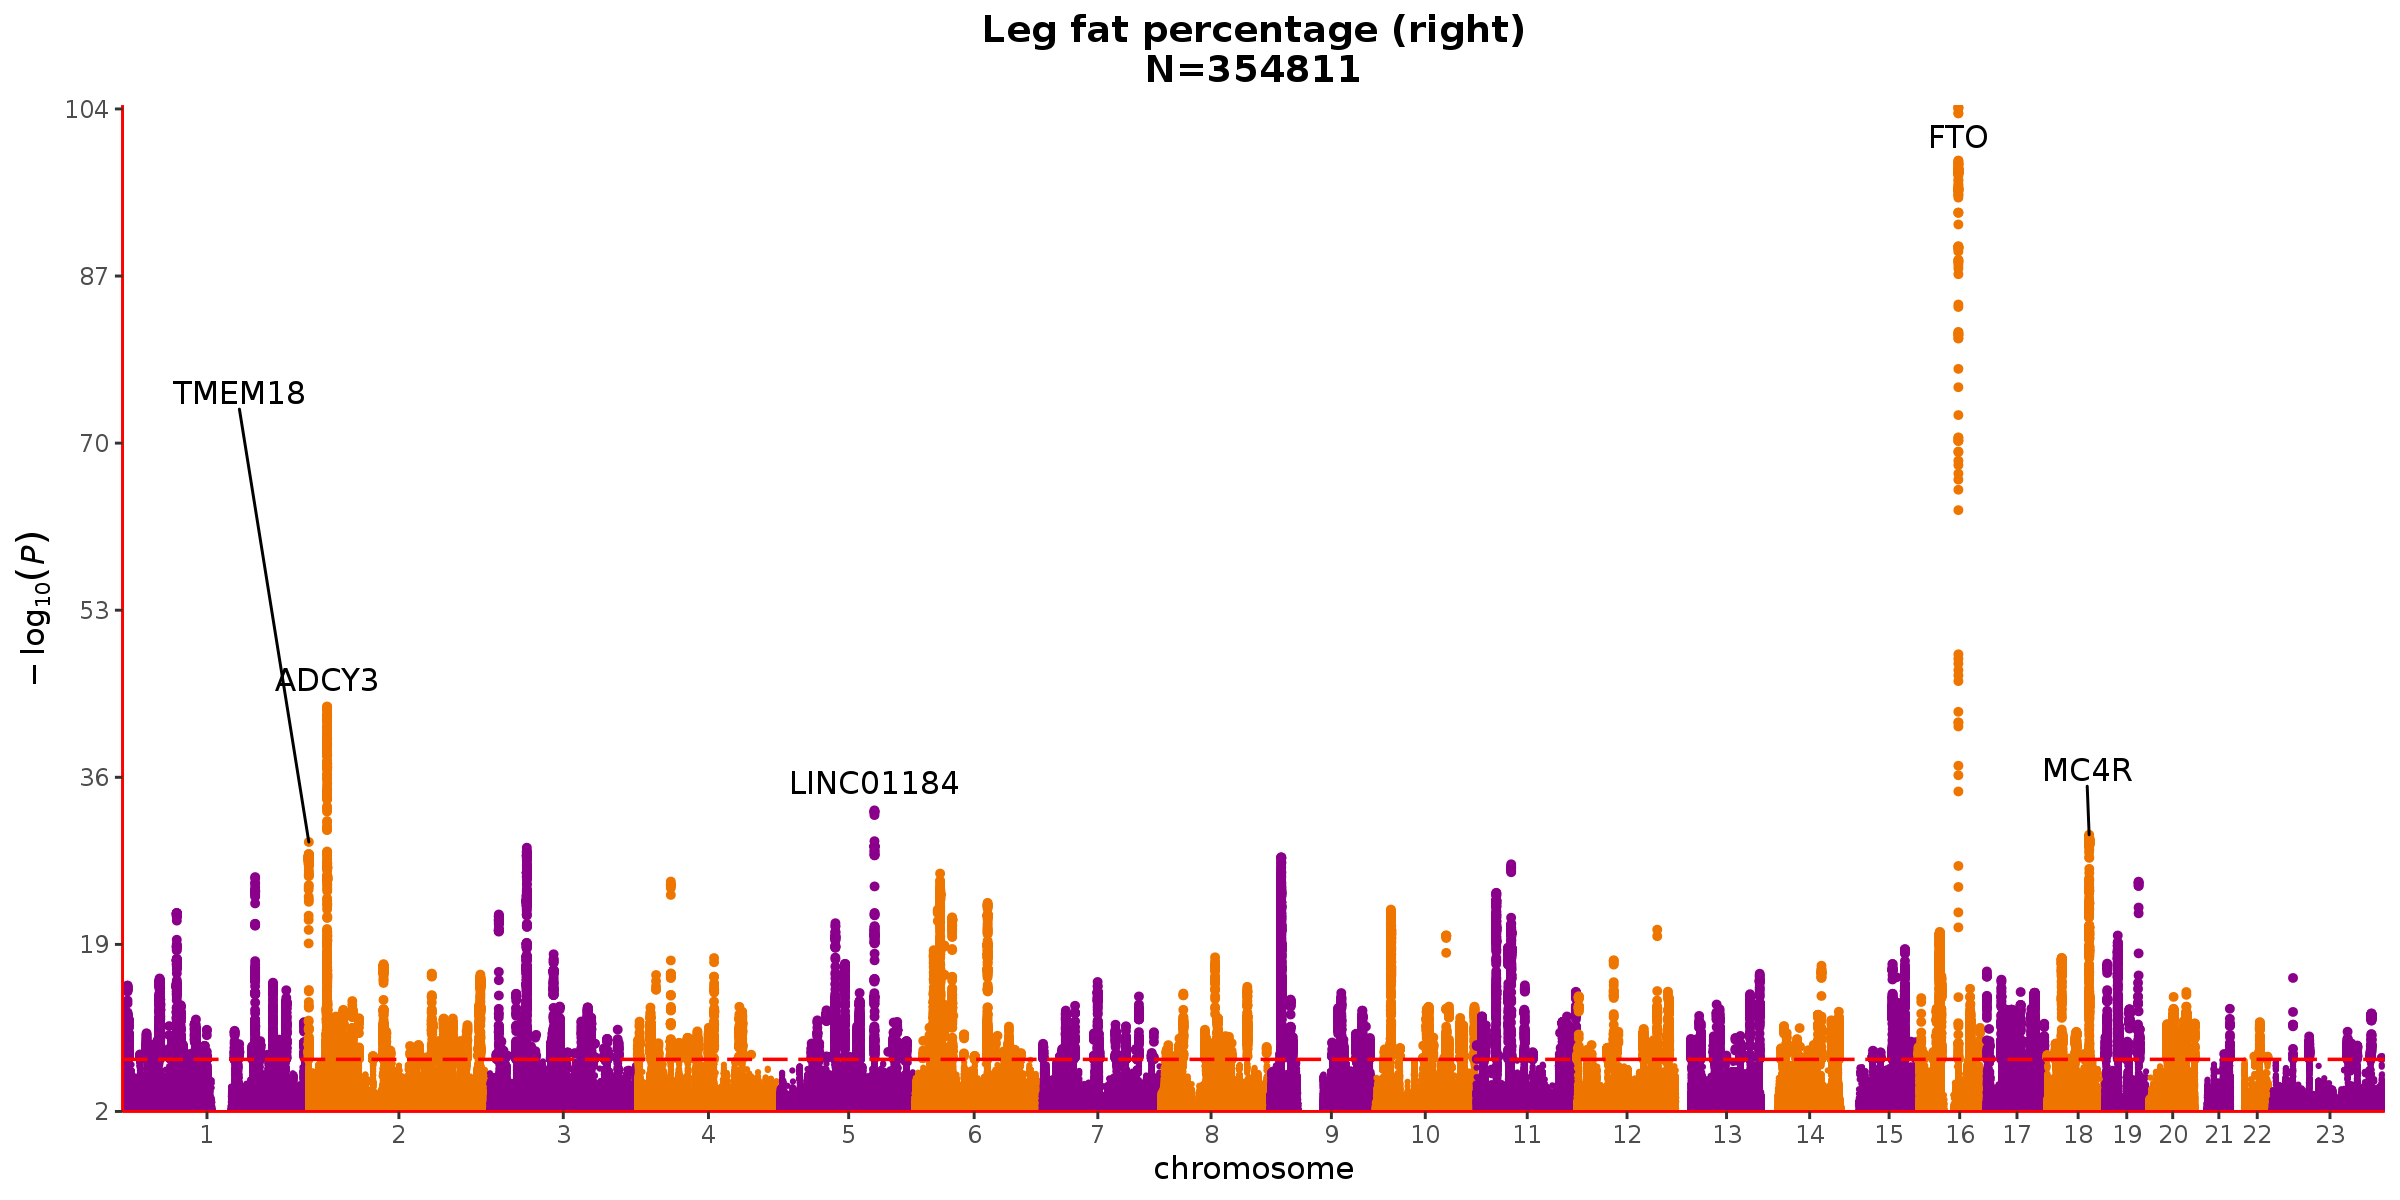 Leg fat percentage (right)
N=354811
104
FTO
87
TMEM18
70
− log₁₀(P)
53
ADCY3
36
LINC01184
MC4R
19
2
1 2 3 4 5 6 7 8 9 10 11 12 13 14 15 16 17 18 19 20 21 22 23
chromosome